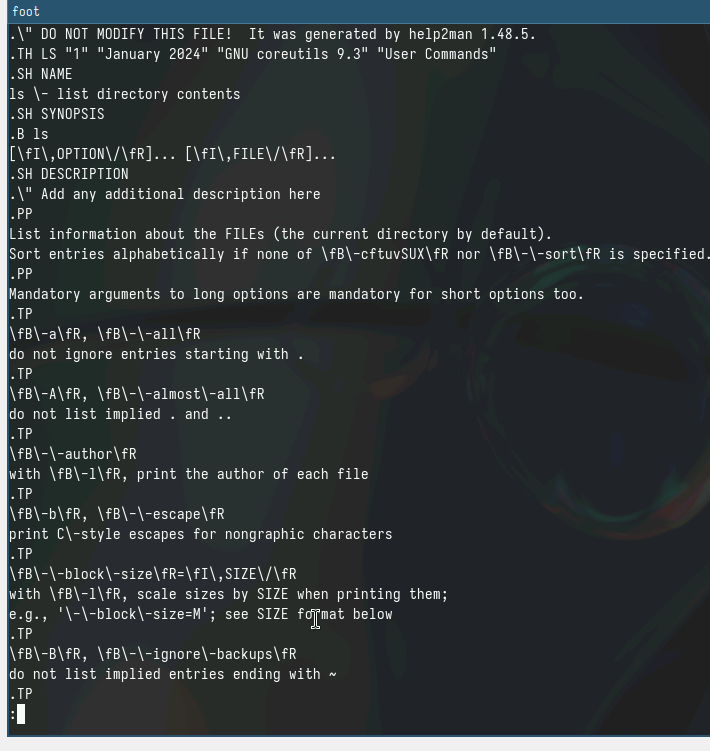 foot
.\" DO NOT MODIFY THIS FILE!  It was generated by help2man 1.48.5.
.TH LS "1" "January 2024" "GNU coreutils 9.3" "User Commands"
.SH NAME
ls \- list directory contents
.SH SYNOPSIS
.B ls
[\fI\,OPTION\/\fR]... [\fI\,FILE\/\fR]...
.SH DESCRIPTION
.\" Add any additional description here
.PP
List information about the FILEs (the current directory by default).
Sort entries alphabetically if none of \fB\-cftuvSUX\fR nor \fB\-\-sort\fR is specified.
.PP
Mandatory arguments to long options are mandatory for short options too.
.TP
\fB\-a\fR, \fB\-\-all\fR
do not ignore entries starting with .
.TP
\fB\-A\fR, \fB\-\-almost\-all\fR
do not list implied . and ..
.TP
\fB\-\-author\fR
with \fB\-l\fR, print the author of each file
.TP
\fB\-b\fR, \fB\-\-escape\fR
print C\-style escapes for nongraphic characters
.TP
\fB\-\-block\-size\fR=\fI\,SIZE\/\fR
with \fB\-l\fR, scale sizes by SIZE when printing them;
e.g., '\-\-block\-size=M'; see SIZE format below
.TP
\fB\-B\fR, \fB\-\-ignore\-backups\fR
do not list implied entries ending with ~
.TP
: